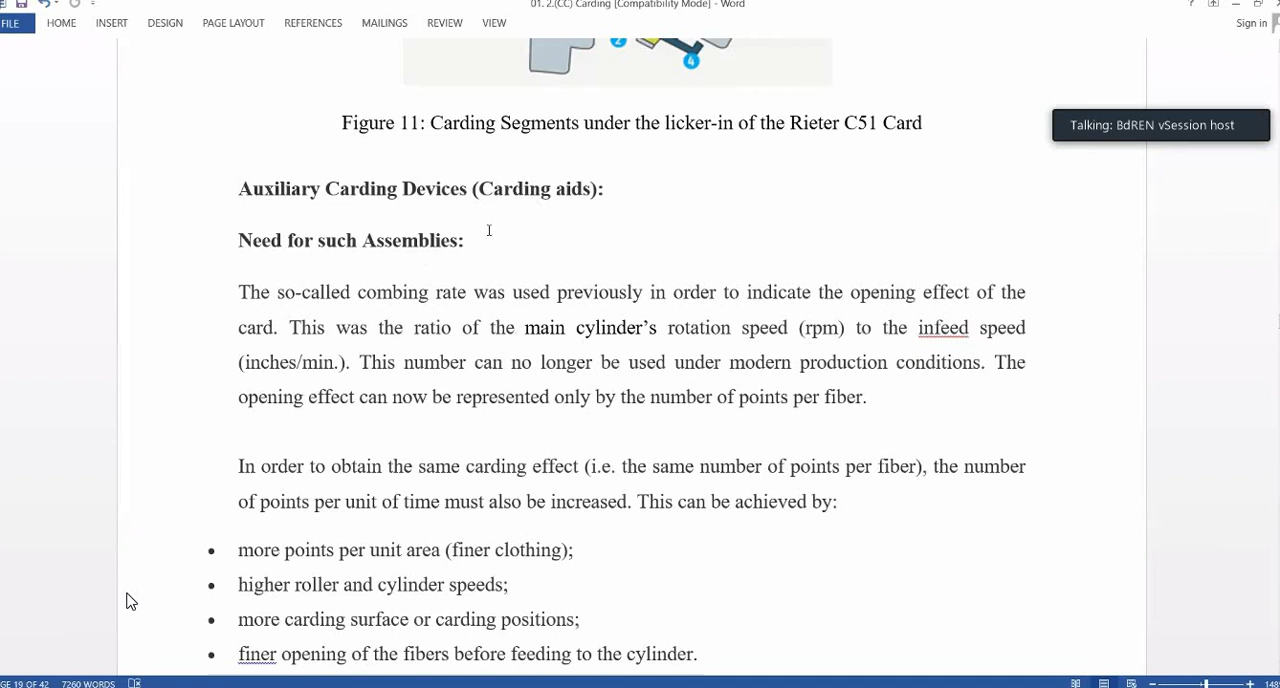 01. 2.(CC) Carding [Compatibility Mode] - Word
FILE HOME INSERT DESIGN PAGE LAYOUT REFERENCES MAILINGS REVIEW VIEW Sign in
2
4
Figure 11: Carding Segments under the licker-in of the Rieter C51 Card
Talking: BdREN vSession host
Auxiliary Carding Devices (Carding aids):
Need for such Assemblies:
The so-called combing rate was used previously in order to indicate the opening effect of the
card. This was the ratio of the main cylinder's rotation speed (rpm) to the infeed speed
(inches/min.). This number can no longer be used under modern production conditions. The
opening effect can now be represented only by the number of points per fiber.
In order to obtain the same carding effect (i.e. the same number of points per fiber), the number
of points per unit of time must also be increased. This can be achieved by:
• more points per unit area (finer clothing);
• higher roller and cylinder speeds;
• more carding surface or carding positions;
• finer opening of the fibers before feeding to the cylinder.
GE 19 OF 42 7260 WORDS 148